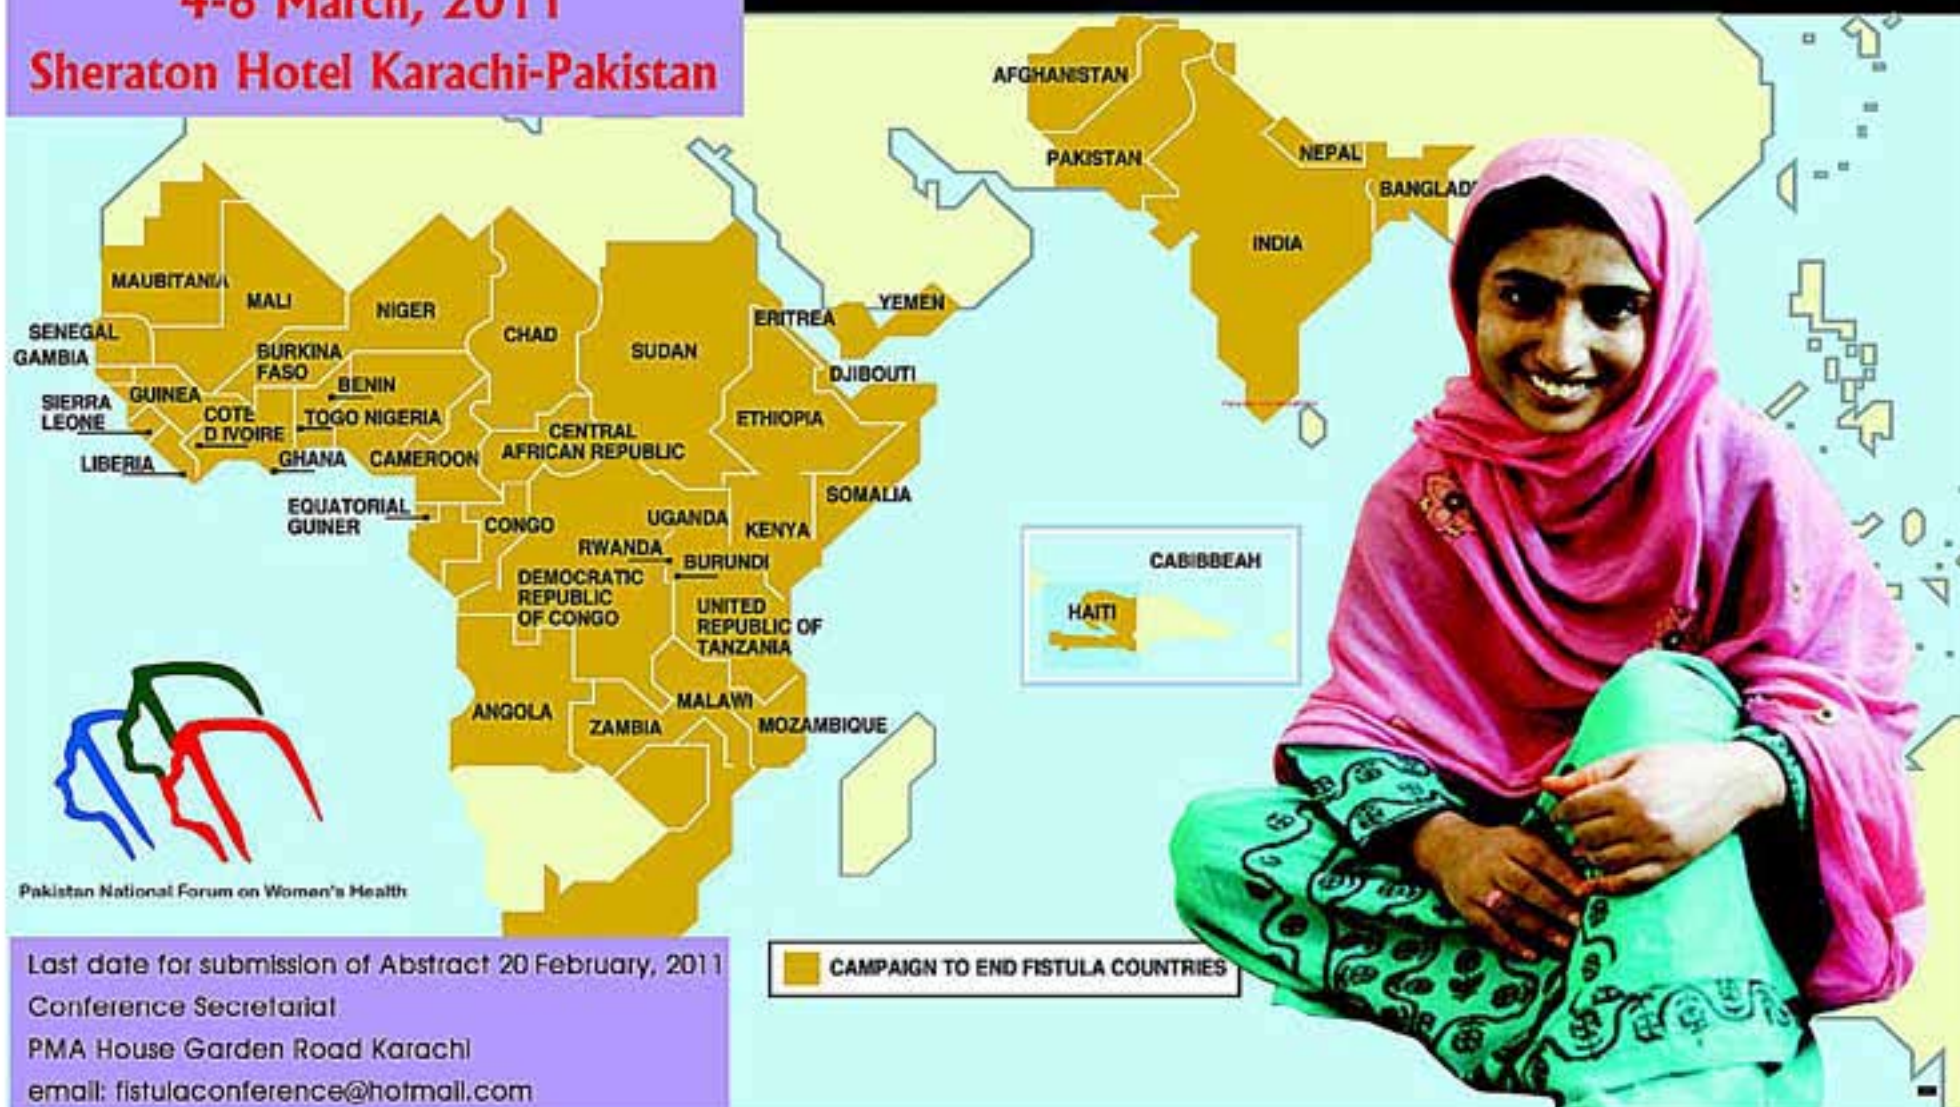 4-8 March, 2011
Sheraton Hotel Karachi-Pakistan
AFGHANISTAN
PAKISTAN
NEPAL
BANGLAD
INDIA
MAUBITANIA
MALI
NIGER
CHAD
SUDAN
ERITREA
YEMEN
SENEGAL
GAMBIA
BURKINA
FASO
BENIN
DJIBOUTI
GUINEA
SIERRA
LEONE
COTE
D IVOIRE
TOGO NIGERIA
ETHIOPIA
CENTRAL
AFRICAN REPUBLIC
LIBERIA
GHANA
CAMEROON
SOMALIA
EQUATORIAL
GUINER
CONGO
UGANDA
KENYA
RWANDA
BURUNDI
DEMOCRATIC
REPUBLIC
OF CONGO
UNITED
REPUBLIC OF
TANZANIA
CABIBBEAH
HAITI
ANGOLA
ZAMBIA
MALAWI
MOZAMBIQUE
Pakistan National Forum on Women's Health
Last date for submission of Abstract 20 February, 2011
Conference Secretariat
PMA House Garden Road Karachi
email: fistulaconference@hotmail.com
CAMPAIGN TO END FISTULA COUNTRIES